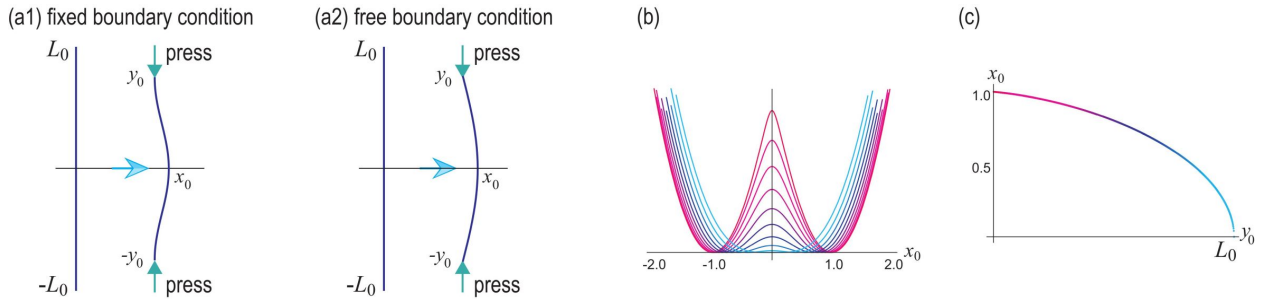 (a1) fixed boundary condition
L₀
press
y₀
x₀
-y₀
-L₀
press
(a2) free boundary condition
L₀
press
y₀
x₀
-y₀
-L₀
press
(b)
-2.0 -1.0 1.0 2.0
x₀
(c)
x₀
1.0
0.5
L₀ y₀